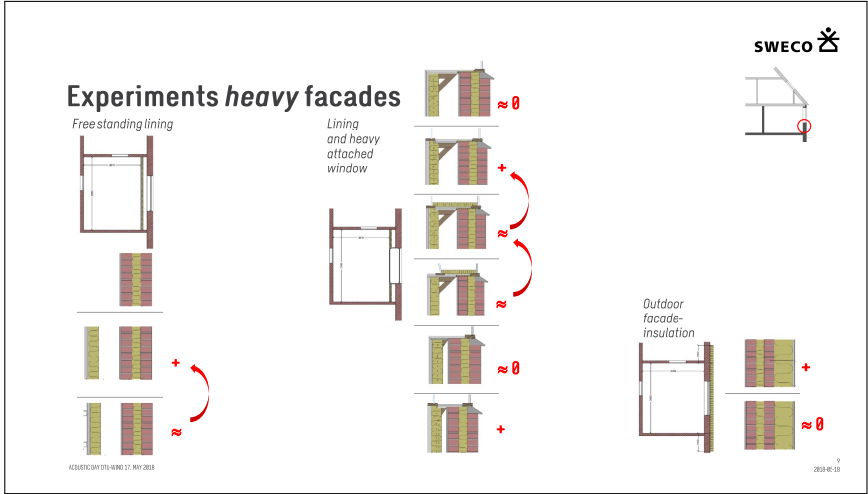 SWECO
Experiments heavy facades
Free standing lining
Lining
and heavy
attached
window
≈ 0
+
≈
≈
≈ 0
+
+
≈
Outdoor
facade-
insulation
+
≈ 0
ACOUSTIC DAY DTU-WIND 17. MAY 2018
9
2018-05-18